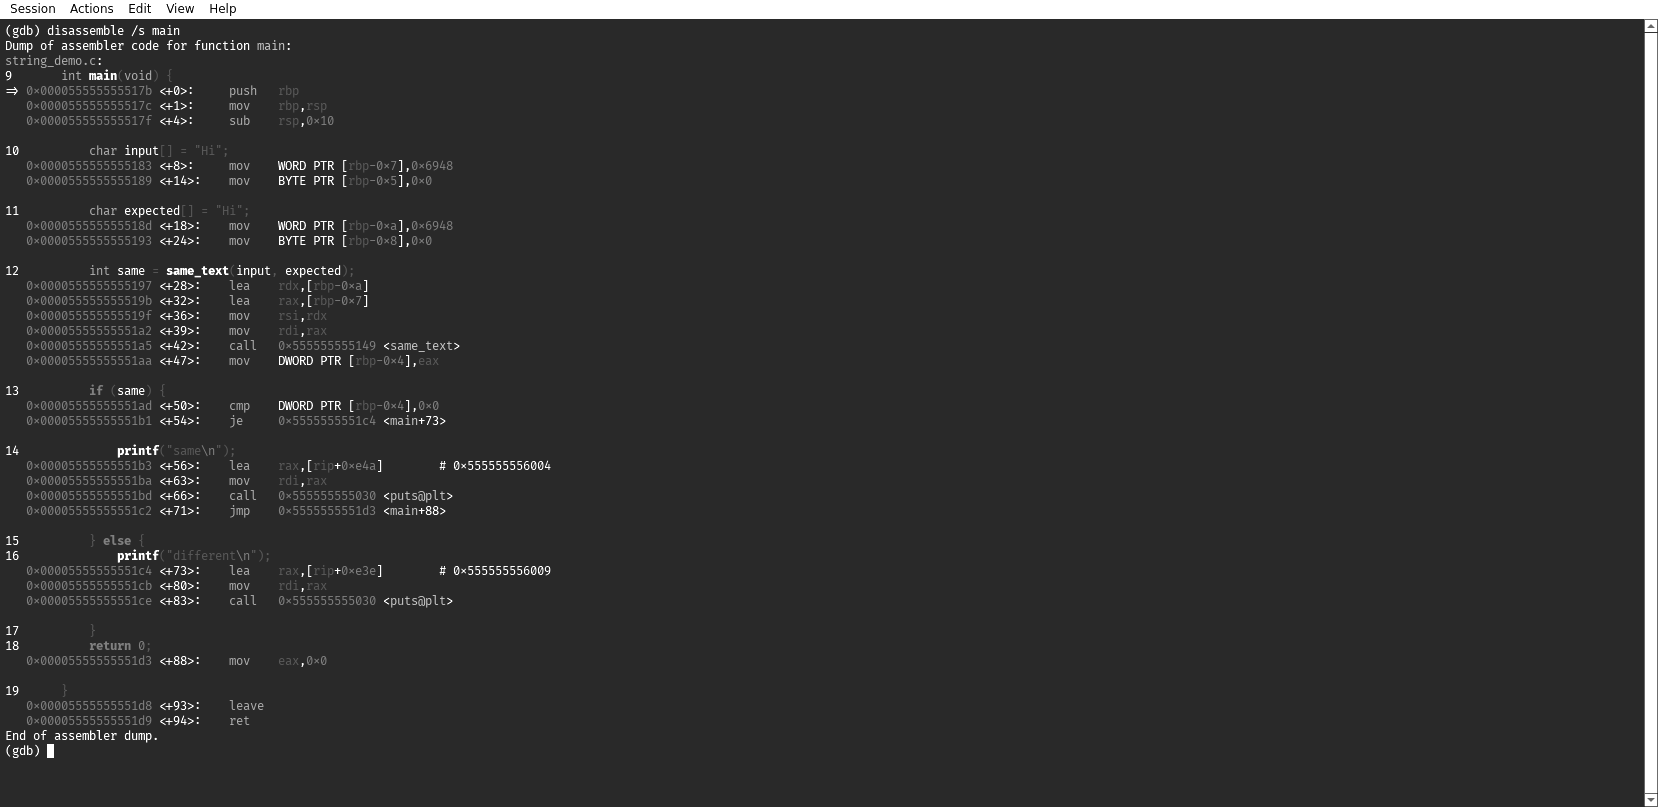 Session Actions Edit View Help
(gdb) disassemble /s main
Dump of assembler code for function main:
string_demo.c:
9       int main(void) {
=> 0x000055555555517b <+0>:     push   rbp
   0x000055555555517c <+1>:     mov    rbp,rsp
   0x000055555555517f <+4>:     sub    rsp,0x10

10          char input[] = "Hi";
   0x0000555555555183 <+8>:     mov    WORD PTR [rbp-0x7],0x6948
   0x0000555555555189 <+14>:    mov    BYTE PTR [rbp-0x5],0x0

11          char expected[] = "Hi";
   0x000055555555518d <+18>:    mov    WORD PTR [rbp-0xa],0x6948
   0x0000555555555193 <+24>:    mov    BYTE PTR [rbp-0x8],0x0

12          int same = same_text(input, expected);
   0x0000555555555197 <+28>:    lea    rdx,[rbp-0xa]
   0x000055555555519b <+32>:    lea    rax,[rbp-0x7]
   0x000055555555519f <+36>:    mov    rsi,rdx
   0x00005555555551a2 <+39>:    mov    rdi,rax
   0x00005555555551a5 <+42>:    call   0x555555555149 <same_text>
   0x00005555555551aa <+47>:    mov    DWORD PTR [rbp-0x4],eax

13          if (same) {
   0x00005555555551ad <+50>:    cmp    DWORD PTR [rbp-0x4],0x0
   0x00005555555551b1 <+54>:    je     0x5555555551c4 <main+73>

14              printf("same\n");
   0x00005555555551b3 <+56>:    lea    rax,[rip+0xe4a]        # 0x555555556004
   0x00005555555551ba <+63>:    mov    rdi,rax
   0x00005555555551bd <+66>:    call   0x555555555030 <puts@plt>
   0x00005555555551c2 <+71>:    jmp    0x5555555551d3 <main+88>

15          } else {
16              printf("different\n");
   0x00005555555551c4 <+73>:    lea    rax,[rip+0xe3e]        # 0x555555556009
   0x00005555555551cb <+80>:    mov    rdi,rax
   0x00005555555551ce <+83>:    call   0x555555555030 <puts@plt>

17          }
18          return 0;
   0x00005555555551d3 <+88>:    mov    eax,0x0

19      }
   0x00005555555551d8 <+93>:    leave
   0x00005555555551d9 <+94>:    ret
End of assembler dump.
(gdb)